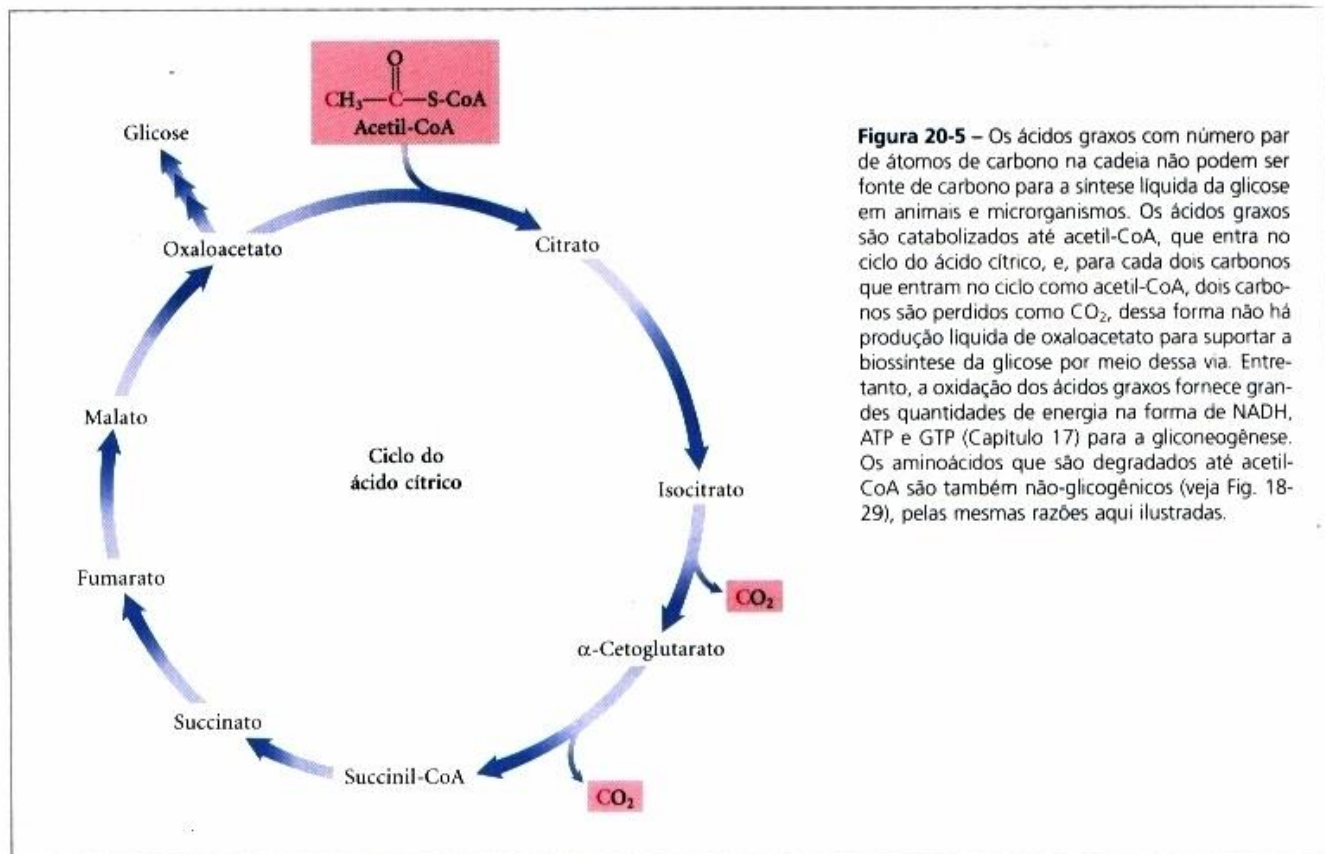 O
||
CH₃—C—S-CoA
Acetil-CoA
Glicose
Oxaloacetato
Citrato
Malato
Ciclo do
ácido cítrico
Isocitrato
Fumarato
CO₂
α-Cetoglutarato
Succinato
Succinil-CoA
CO₂
Figura 20-5 – Os ácidos graxos com número par
de átomos de carbono na cadeia não podem ser
fonte de carbono para a síntese líquida da glicose
em animais e microrganismos. Os ácidos graxos
são catabolizados até acetil-CoA, que entra no
ciclo do ácido cítrico, e, para cada dois carbonos
que entram no ciclo como acetil-CoA, dois carbo-
nos são perdidos como CO₂, dessa forma não há
produção líquida de oxaloacetato para suportar a
biossíntese da glicose por meio dessa via. Entre-
tanto, a oxidação dos ácidos graxos fornece gran-
des quantidades de energia na forma de NADH,
ATP e GTP (Capítulo 17) para a gliconeogênese.
Os aminoácidos que são degradados até acetil-
CoA são também não-glicogênicos (veja Fig. 18-
29), pelas mesmas razões aqui ilustradas.